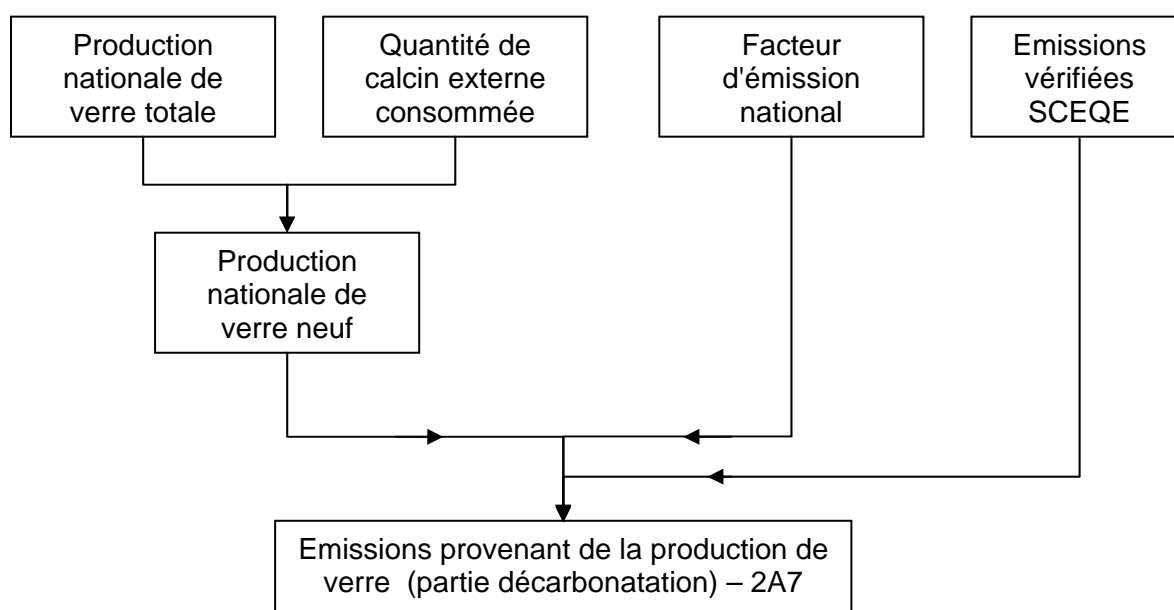 Production
nationale de
verre totale
Quantité de
calcin externe
consommée
Facteur
d'émission
national
Emissions
vérifiées
SCEQE
Production
nationale de
verre neuf
Emissions provenant de la production de
verre (partie décarbonatation) – 2A7